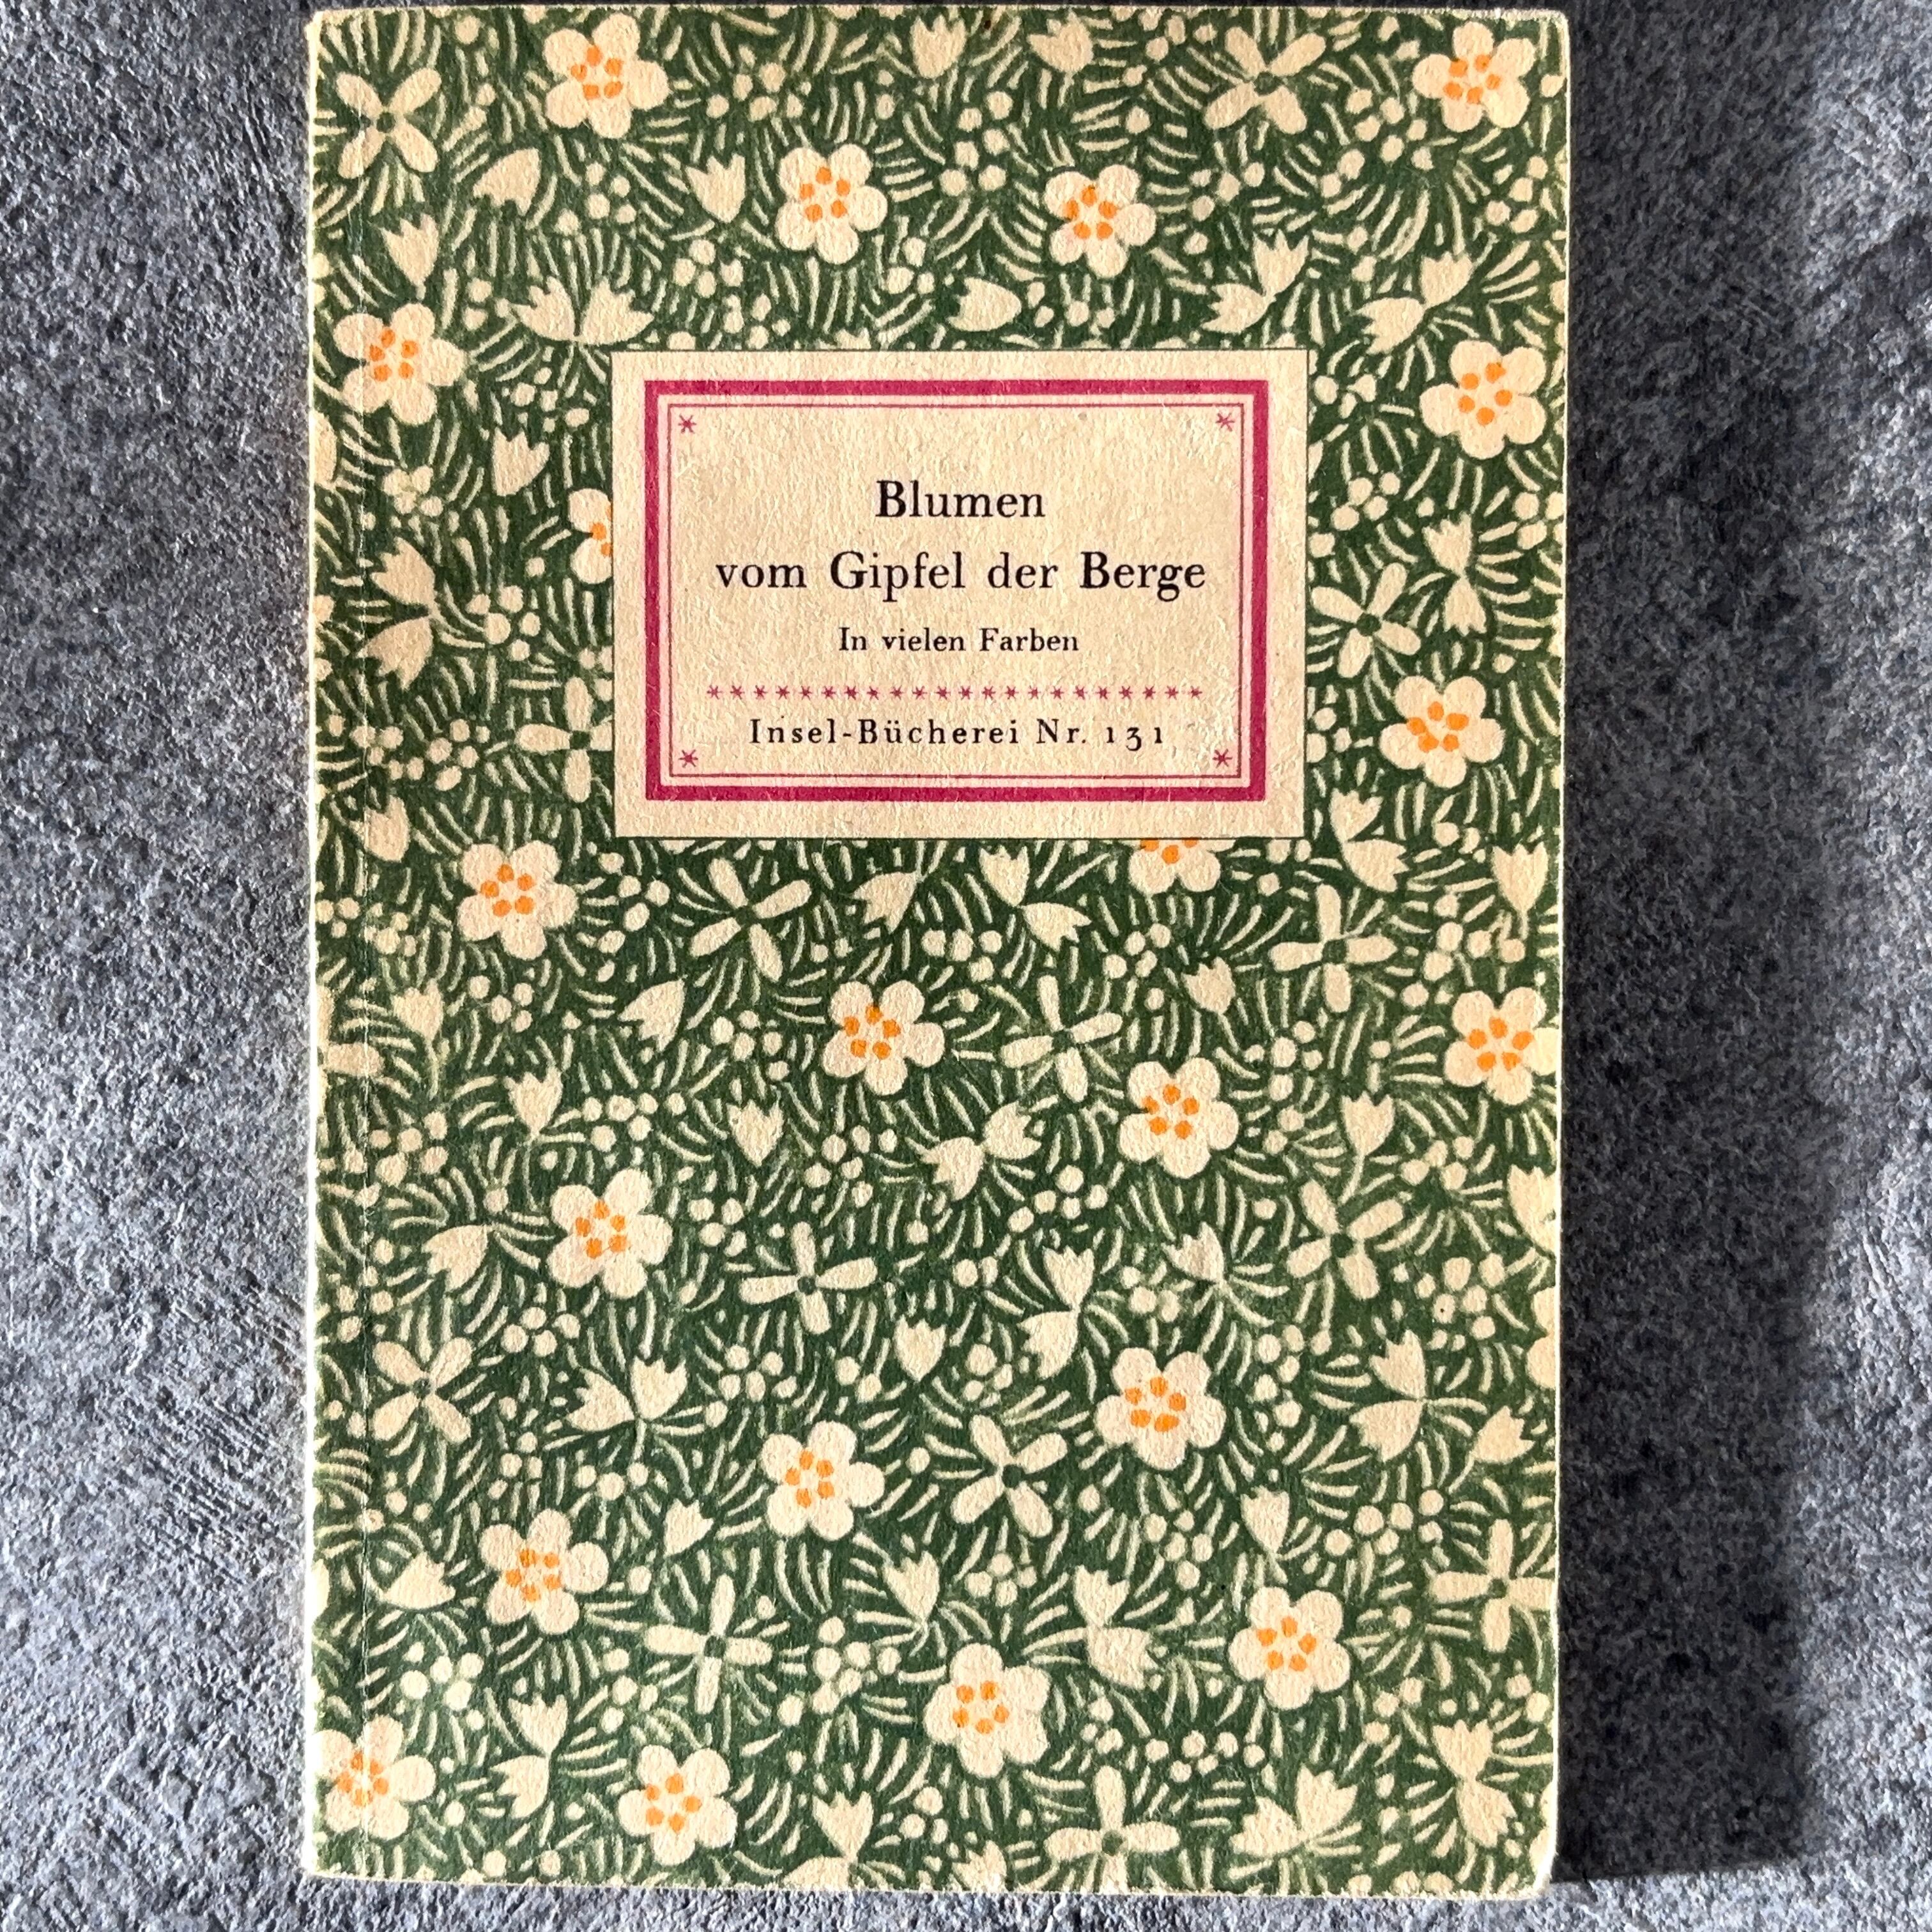 Blumen
vom Gipfel der Berge
In vielen Farben
Insel-Bücherei Nr. 131